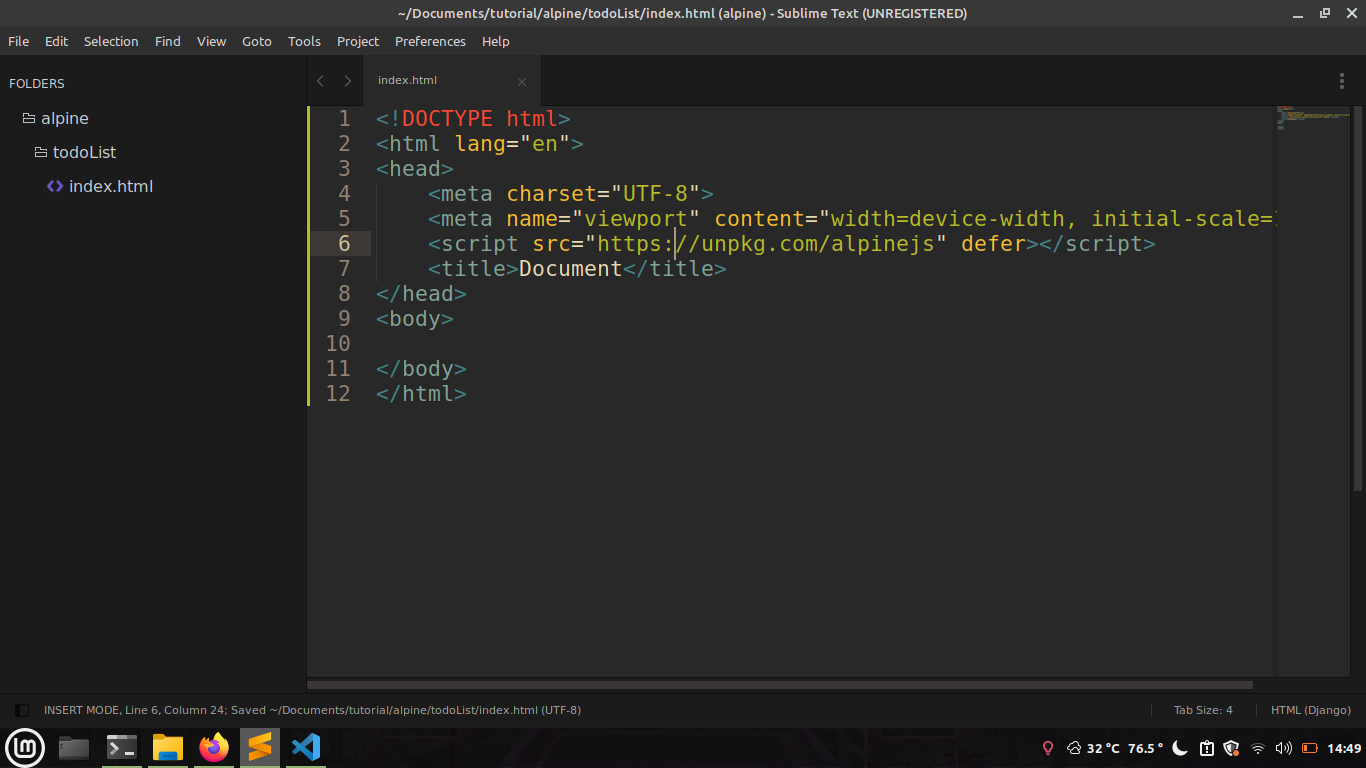 ~/Documents/tutorial/alpine/todoList/index.html (alpine) - Sublime Text (UNREGISTERED)
File Edit Selection Find View Goto Tools Project Preferences Help
FOLDERS
alpine
todoList
index.html
index.html
1 <!DOCTYPE html>
2 <html lang="en">
3 <head>
4     <meta charset="UTF-8">
5     <meta name="viewport" content="width=device-width, initial-scale=
6     <script src="https://unpkg.com/alpinejs" defer></script>
7     <title>Document</title>
8 </head>
9 <body>
10
11 </body>
12 </html>
INSERT MODE, Line 6, Column 24; Saved ~/Documents/tutorial/alpine/todoList/index.html (UTF-8)
Tab Size: 4
HTML (Django)
32 °C 76.5 ° 14:49